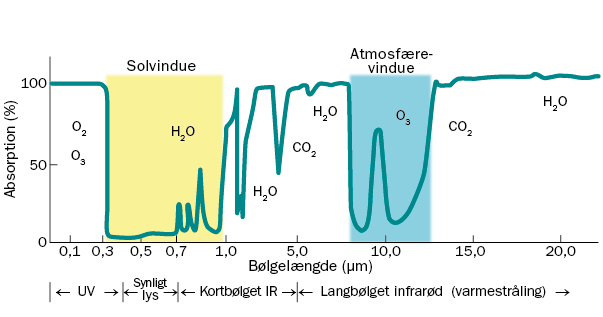 Solvindue
Atmosfære-
vindue
Absorption (%)
100
50
0
O2
O3
H2O
H2O
CO2
H2O
O3
CO2
H2O
0,1 0,3 0,5 0,7 1,0 5,0 10,0 15,0 20,0
Bølgelængde (µm)
UV
Synligt
lys
Kortbølget IR
Langbølget infrarød (varmestråling)